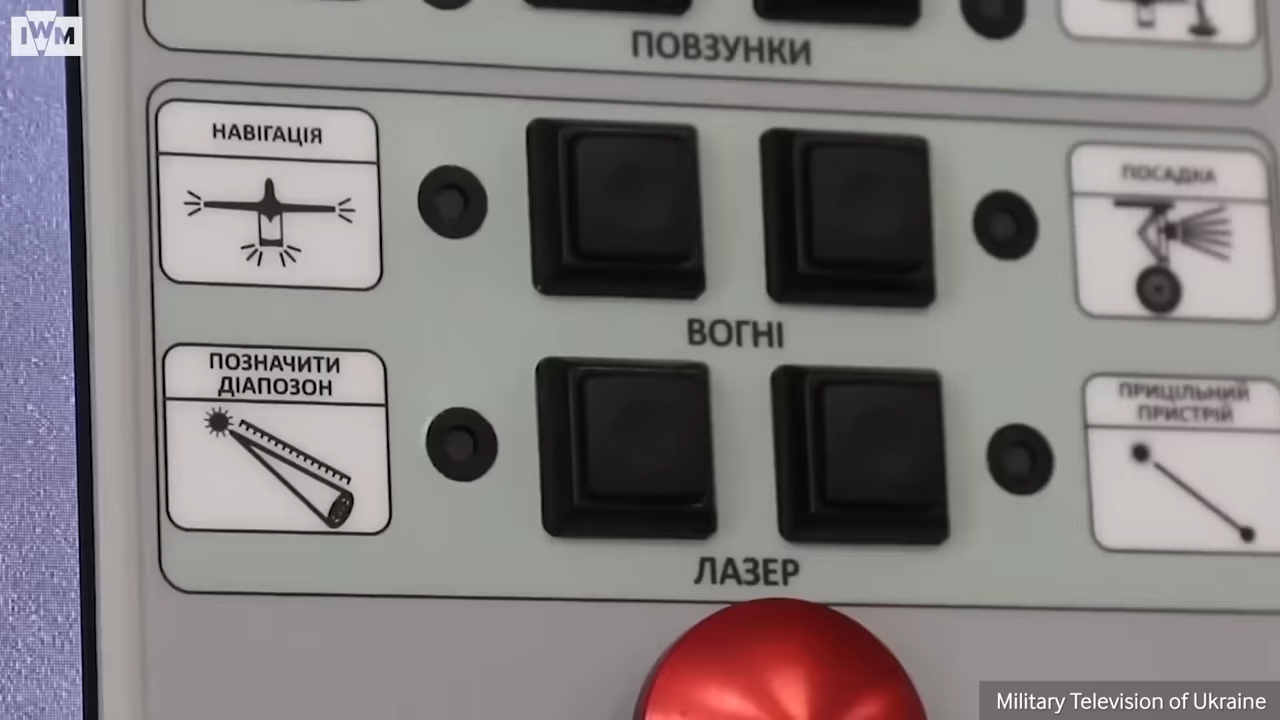 IWM
ПОВЗУНКИ
НАВІГАЦІЯ
ПОСАДКА
ВОГНІ
ПОЗНАЧИТИ
ДІАПОЗОН
ПРИЦІЛЬНИЙ
ПРИСТРІЙ
ЛАЗЕР
Military Television of Ukraine